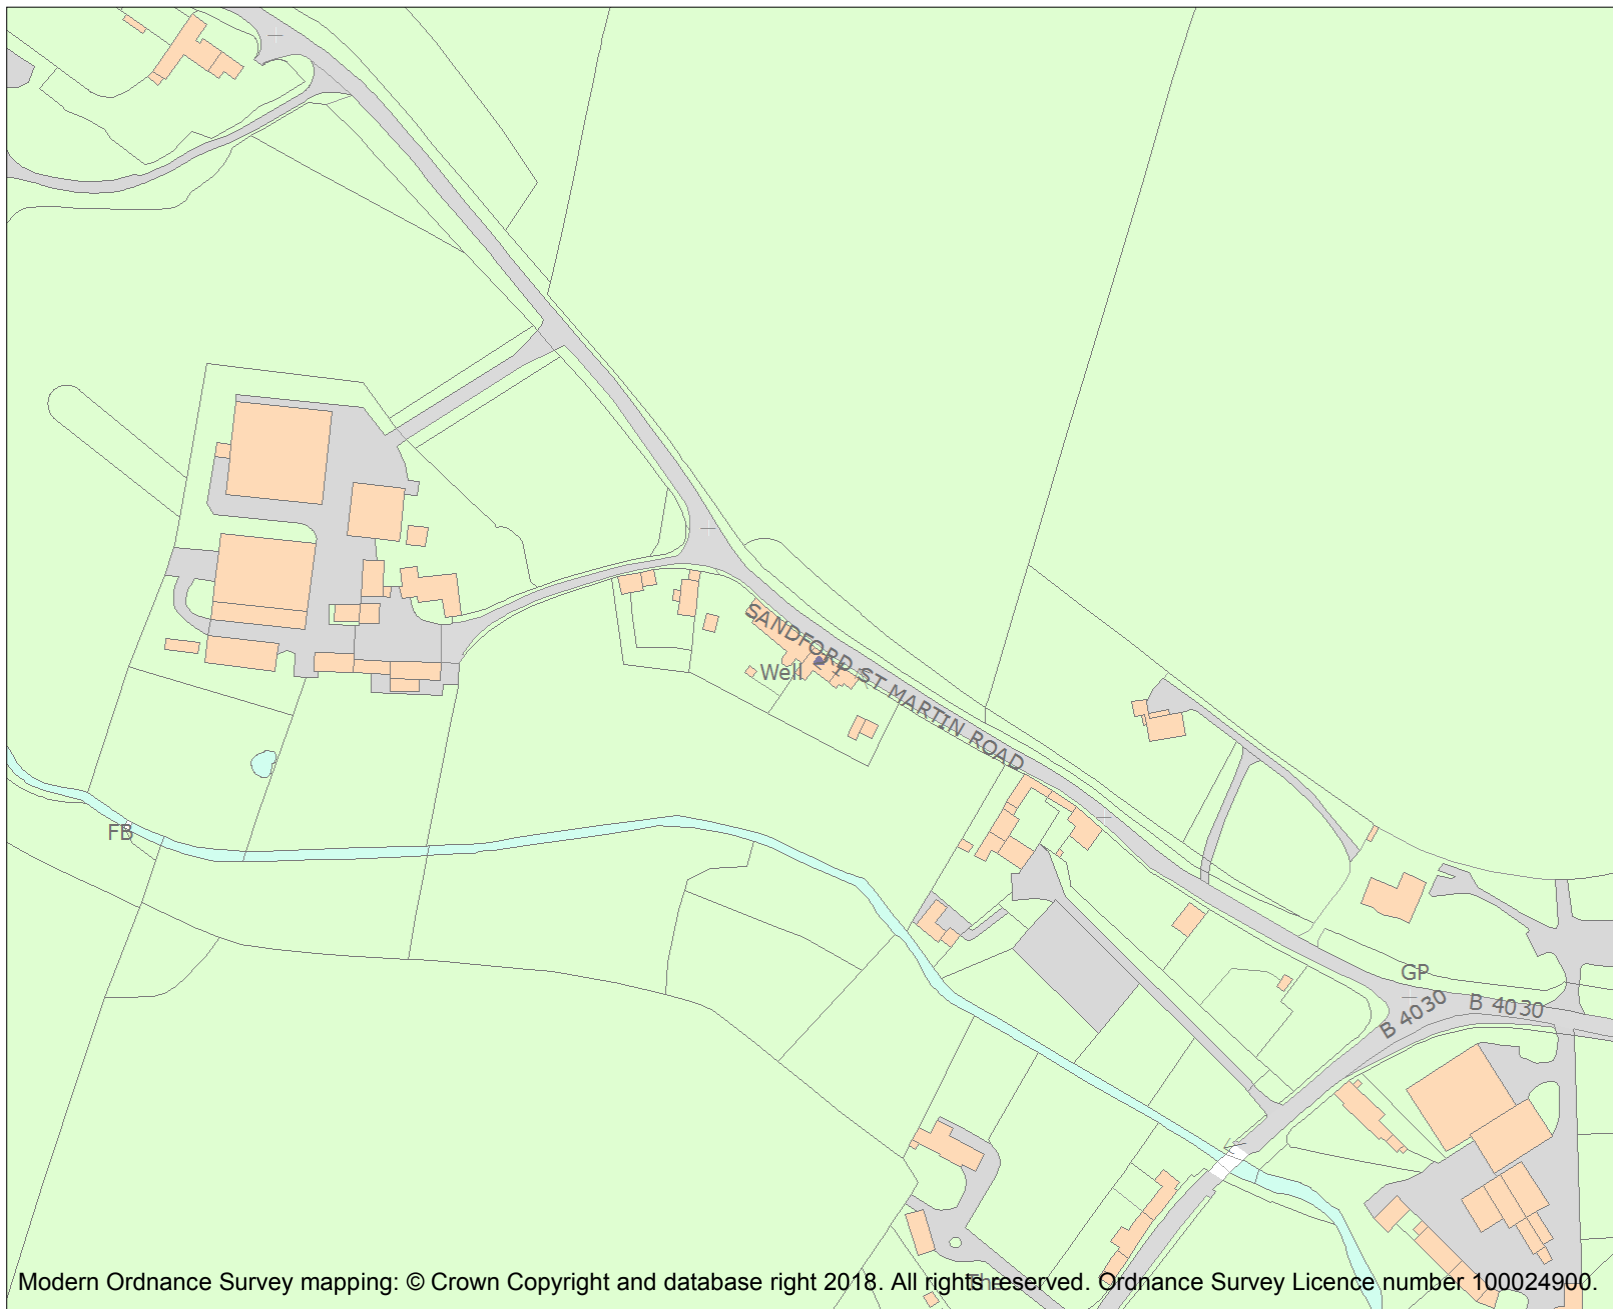 SANDFORD ST MARTIN ROAD
Well
FB
GP
B 4030
B 4030
The
Modern Ordnance Survey mapping: © Crown Copyright and database right 2018. All rights reserved. Ordnance Survey Licence number 100024900.